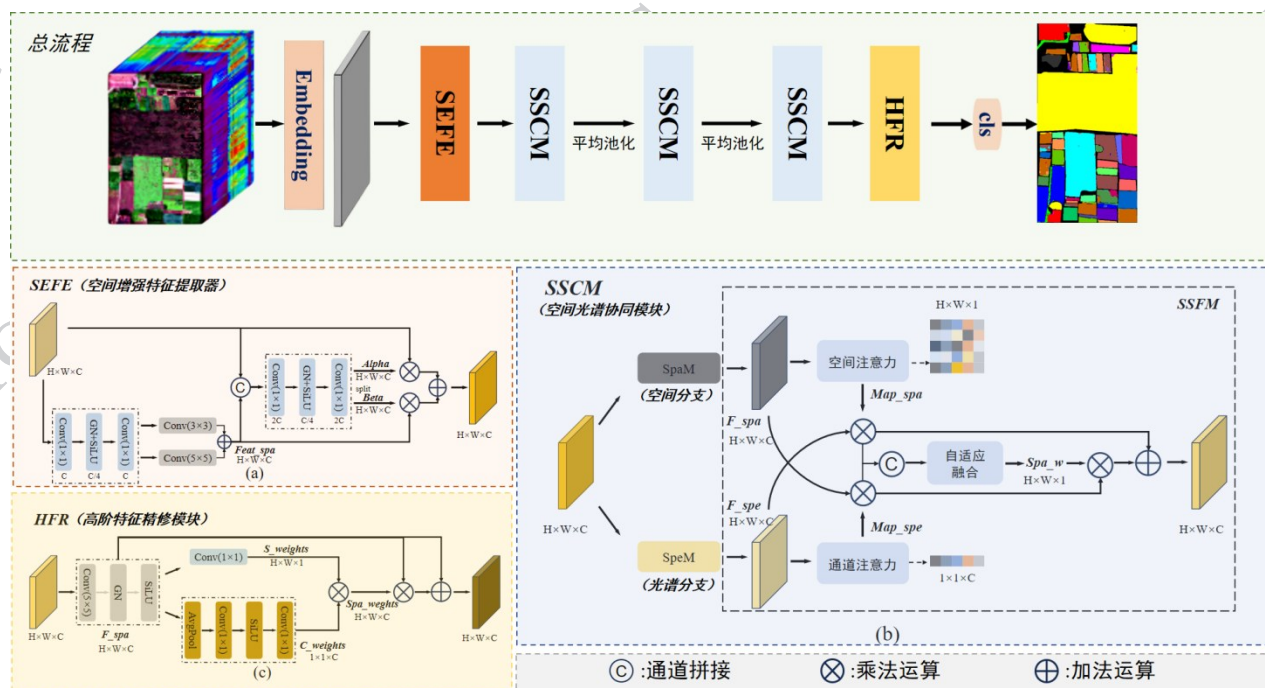 总流程
Embedding
SEFE
SSCM
平均池化
SSCM
平均池化
SSCM
HFR
cls
SEFE（空间增强特征提取器）
H×W×C
Conv(1×1)
GN+SiLU
Conv(1×1)
C
C/4
C
Conv(3×3)
Conv(5×5)
Feat_spa
H×W×C
C
Conv(1×1)
GN+SiLU
Conv(1×1)
2C
C/4
2C
Alpha
H×W×C
split
Beta
H×W×C
H×W×C
(a)
HFR（高阶特征精修模块）
H×W×C
Conv(5×5)
GN
SiLU
F_spa
H×W×C
Conv(1×1)
S_weights
H×W×1
AvgPool
Conv(1×1)
SiLU
Conv(1×1)
C_weights
1×1×C
Spa_weghts
H×W×C
H×W×C
(c)
SSCM
（空间光谱协同模块）
SSFM
H×W×C
SpaM
（空间分支）
F_spa
H×W×C
空间注意力
H×W×1
Map_spa
C
自适应
融合
Spa_w
H×W×1
H×W×C
F_spe
H×W×C
Map_spe
SpeM
（光谱分支）
通道注意力
1×1×C
(b)
C:通道拼接
:乘法运算
:加法运算